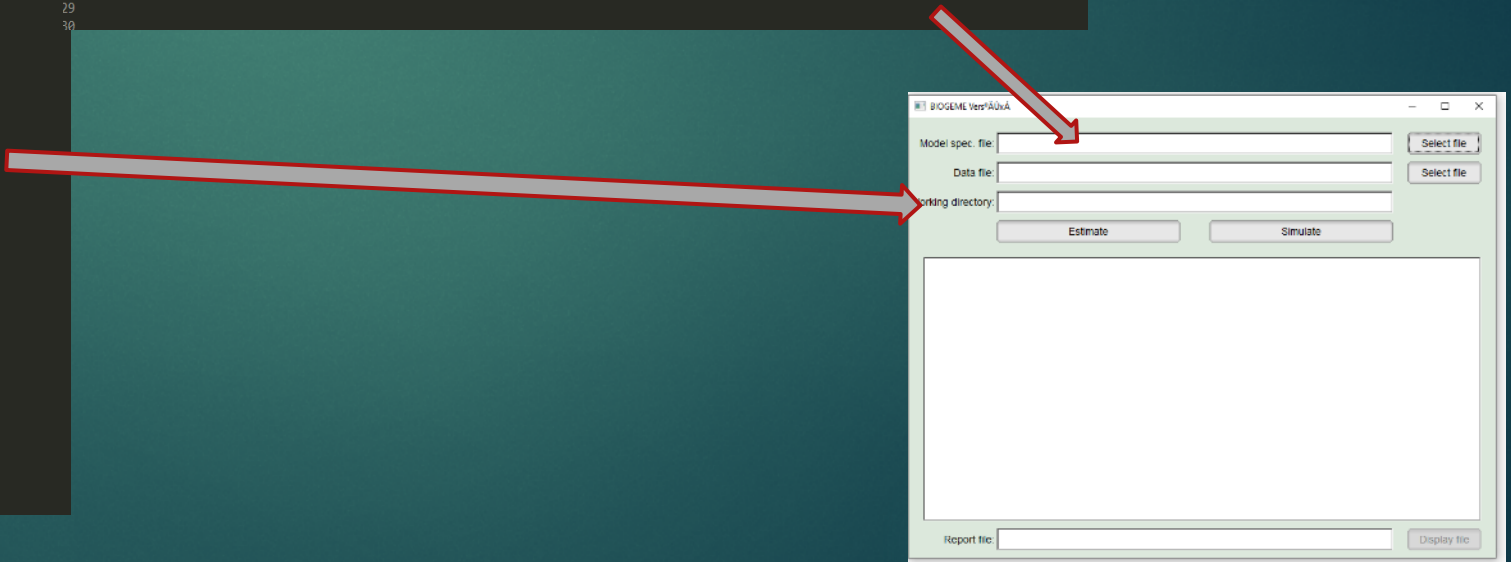 29
30
BIOGEME VersºÂÛxÁ
Model spec. file:
Select file
Data file:
Select file
orking directory:
Estimate
Simulate
Report file:
Display file